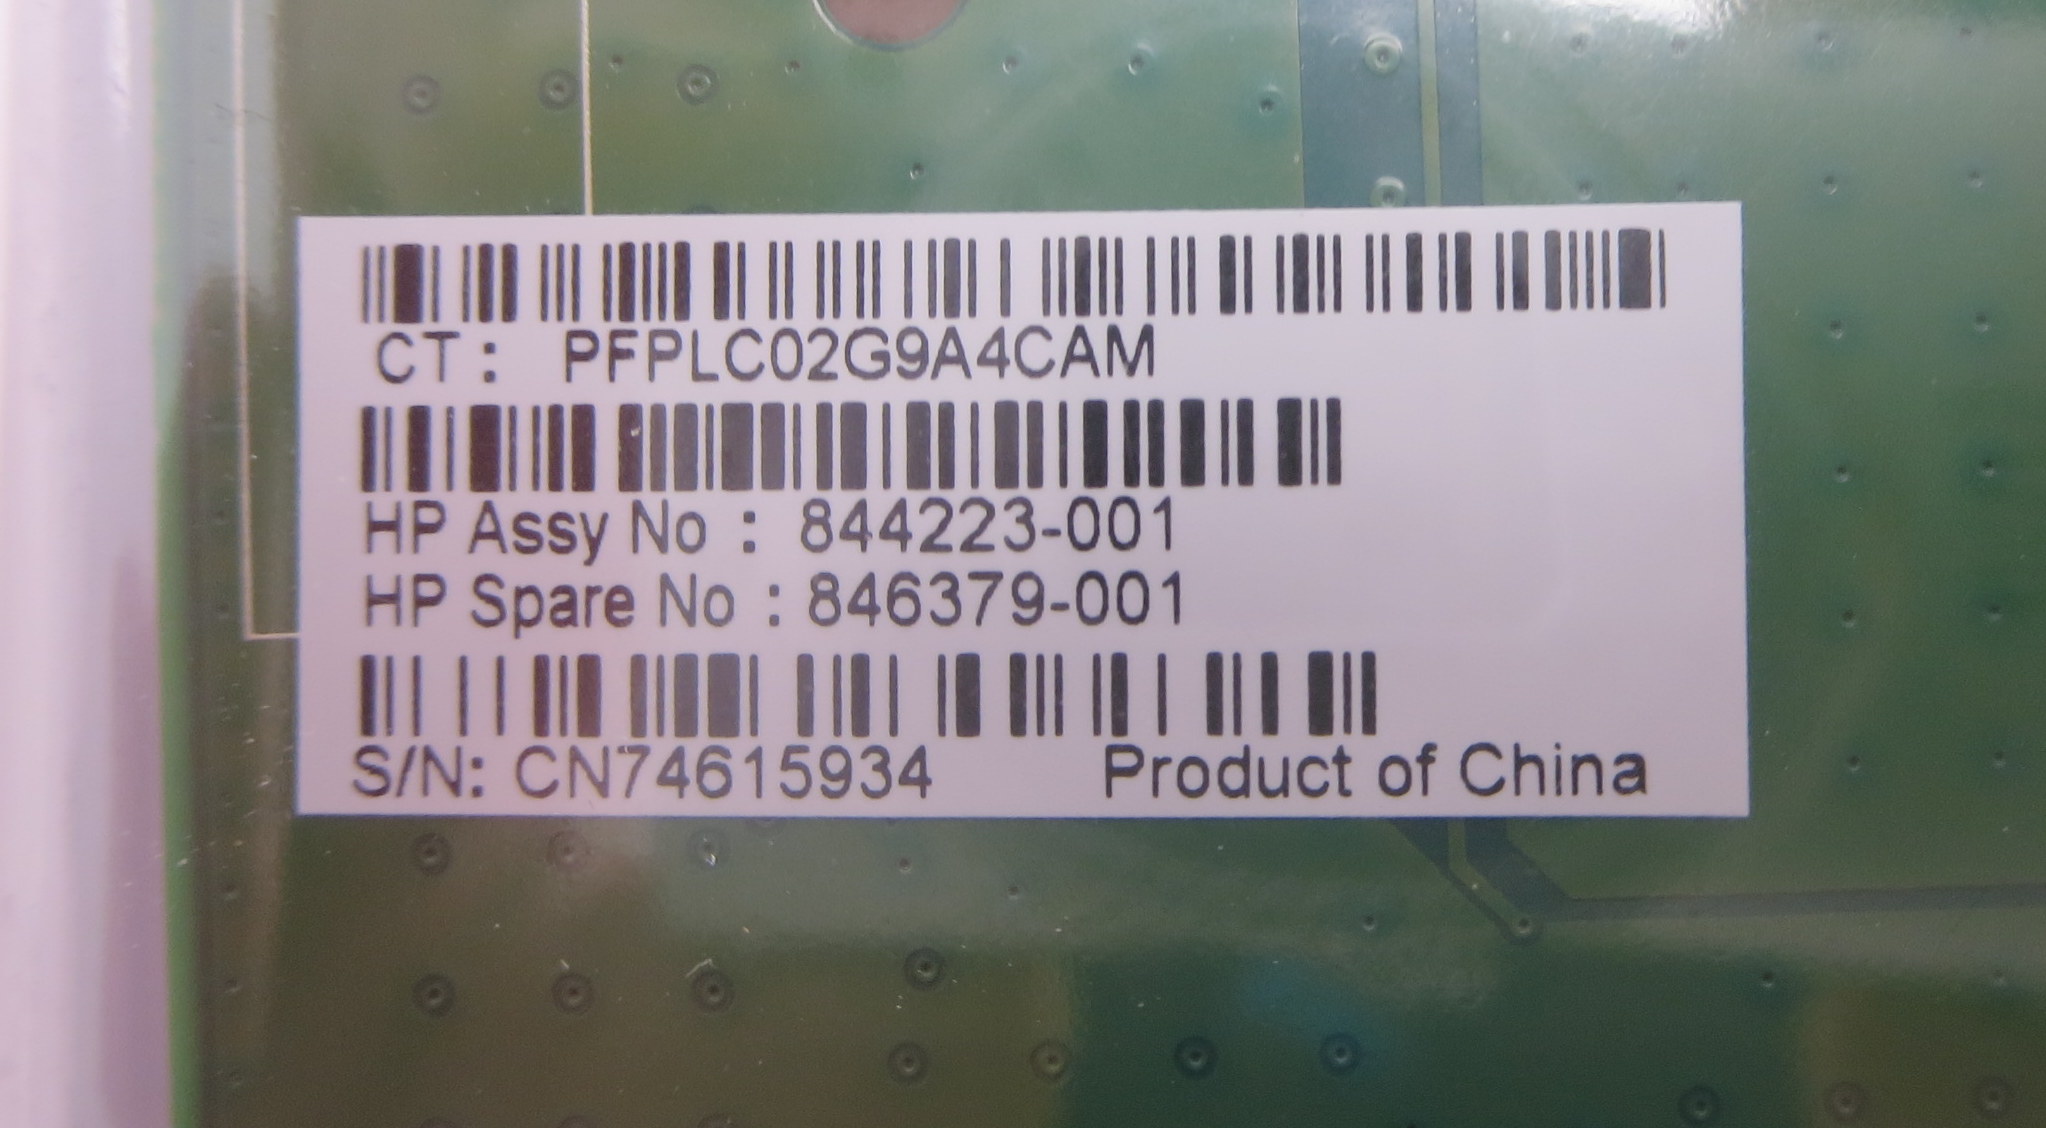 CT: PFPLC02G9A4CAM
HP Assy No : 844223-001
HP Spare No : 846379-001
S/N: CN74615934 Product of China